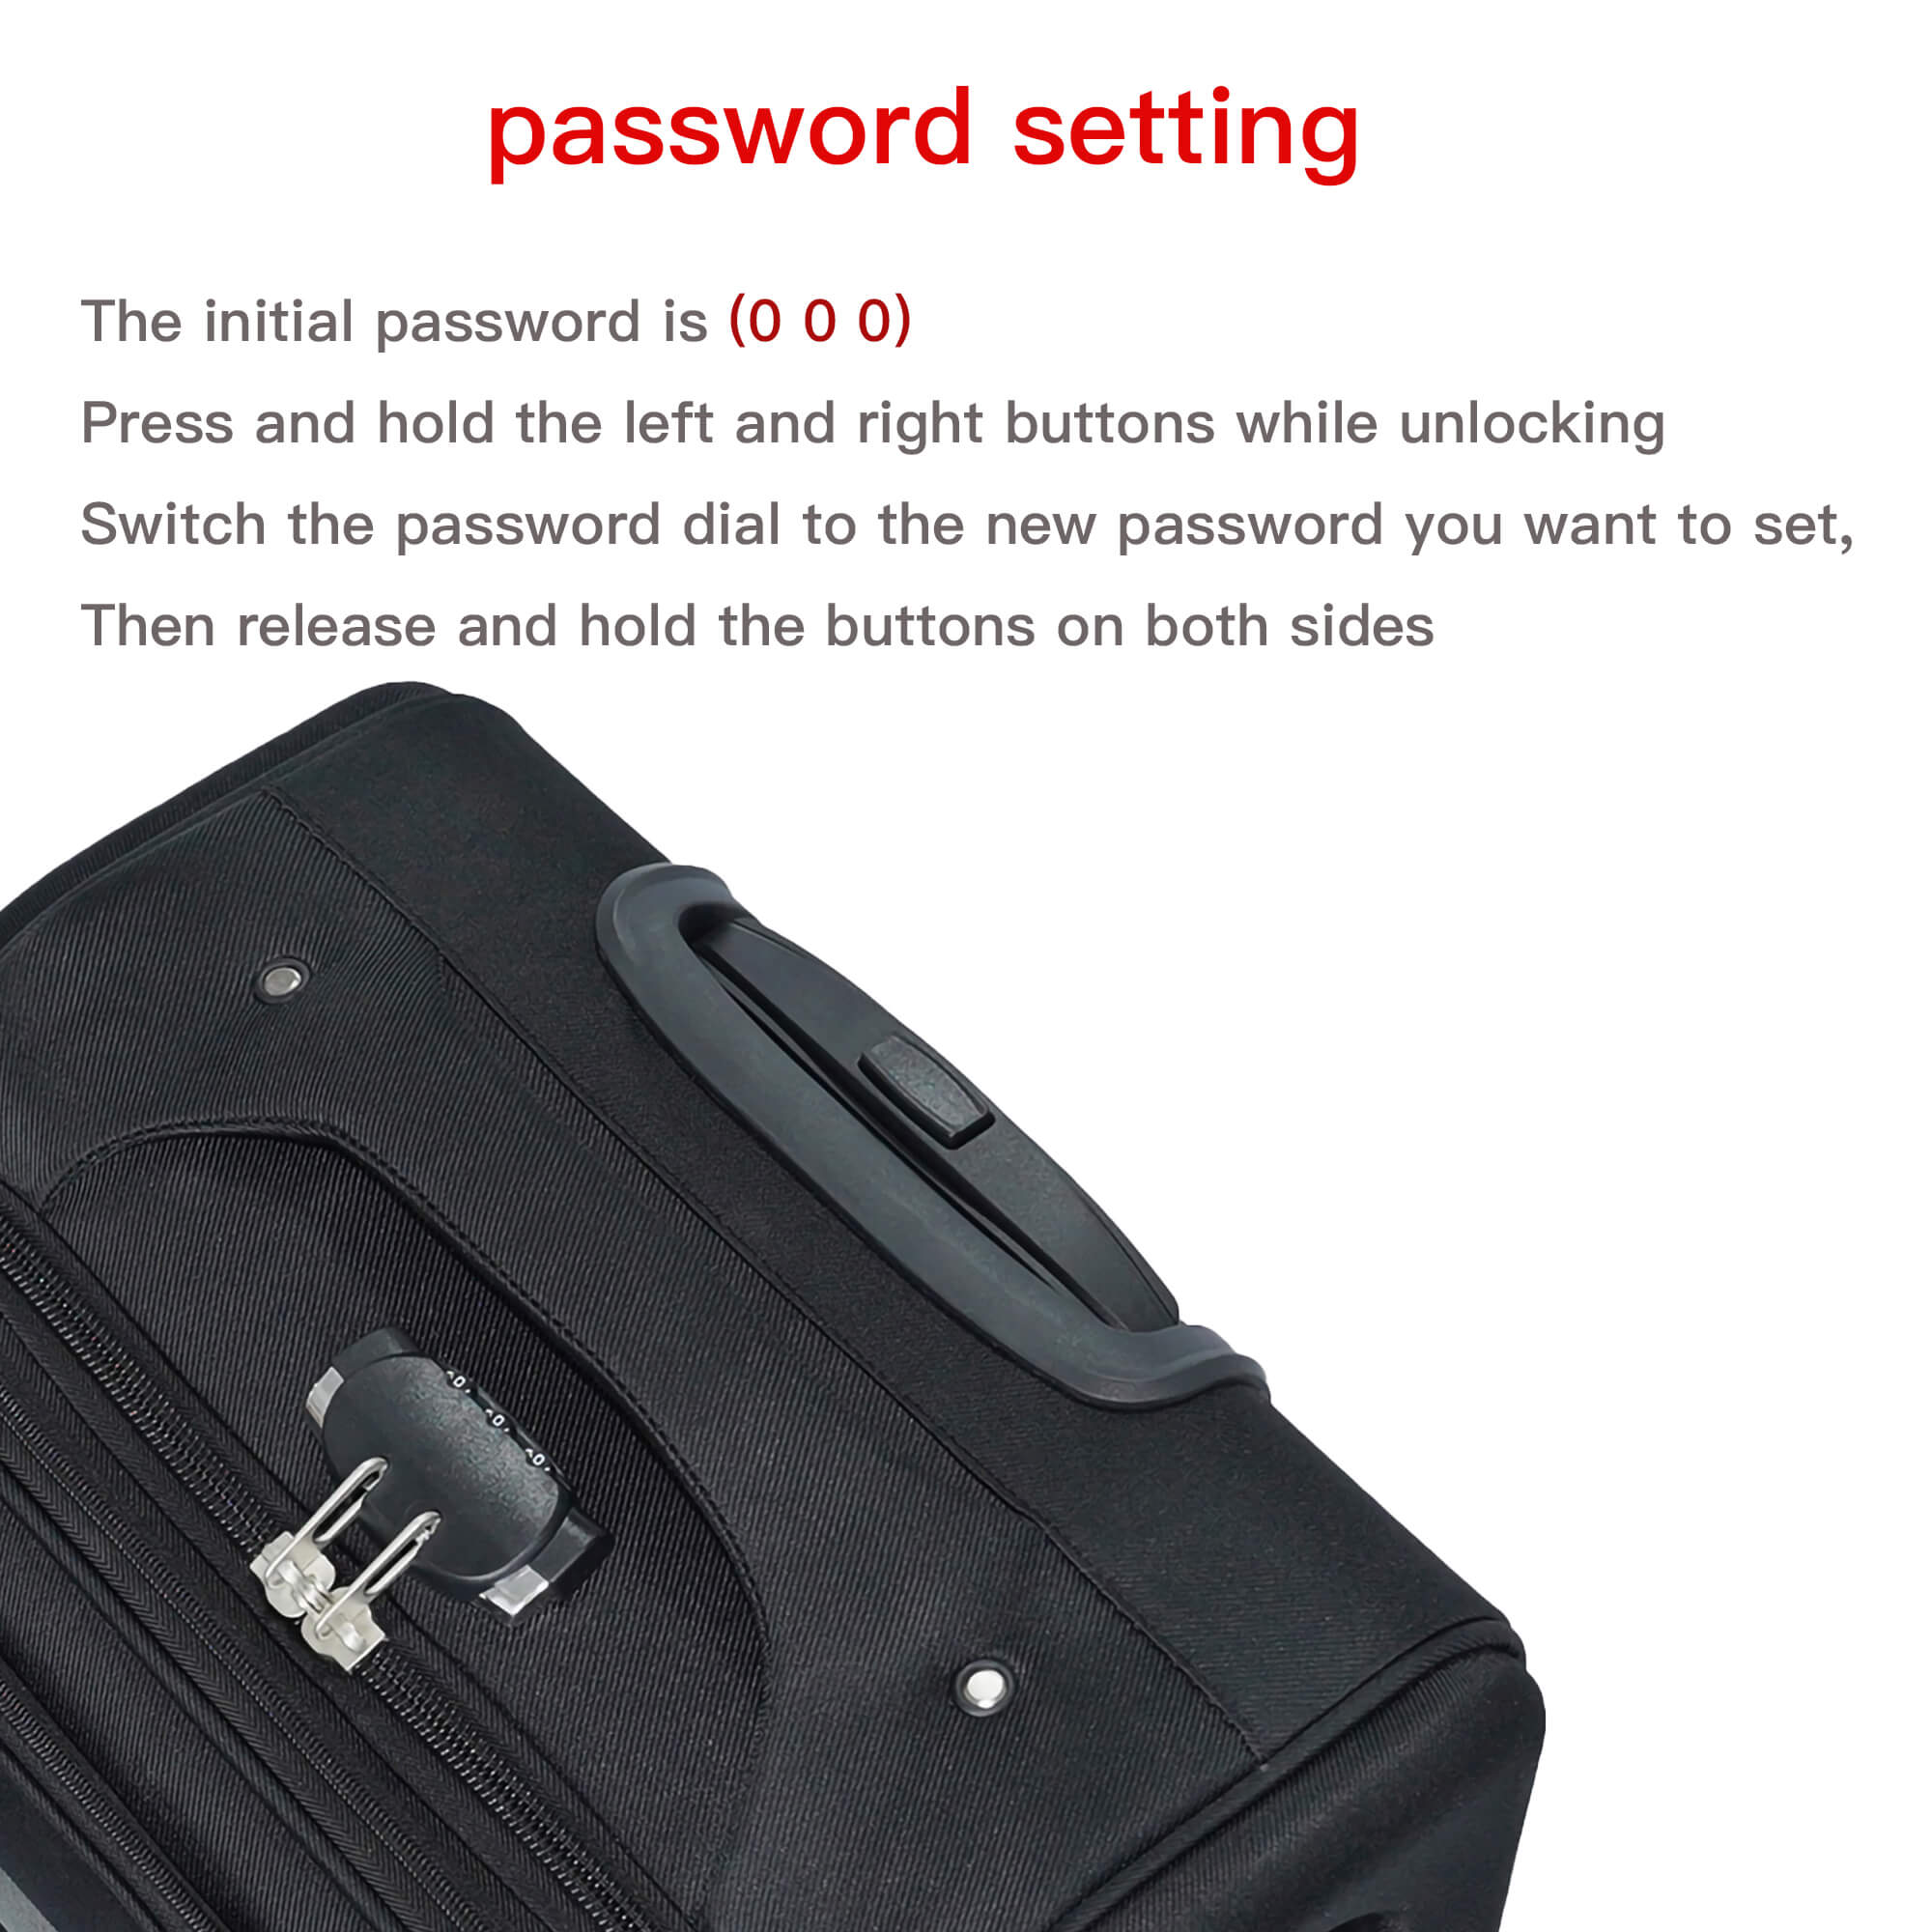 password setting
The initial password is (0 0 0)
Press and hold the left and right buttons while unlocking
Switch the password dial to the new password you want to set,
Then release and hold the buttons on both sides